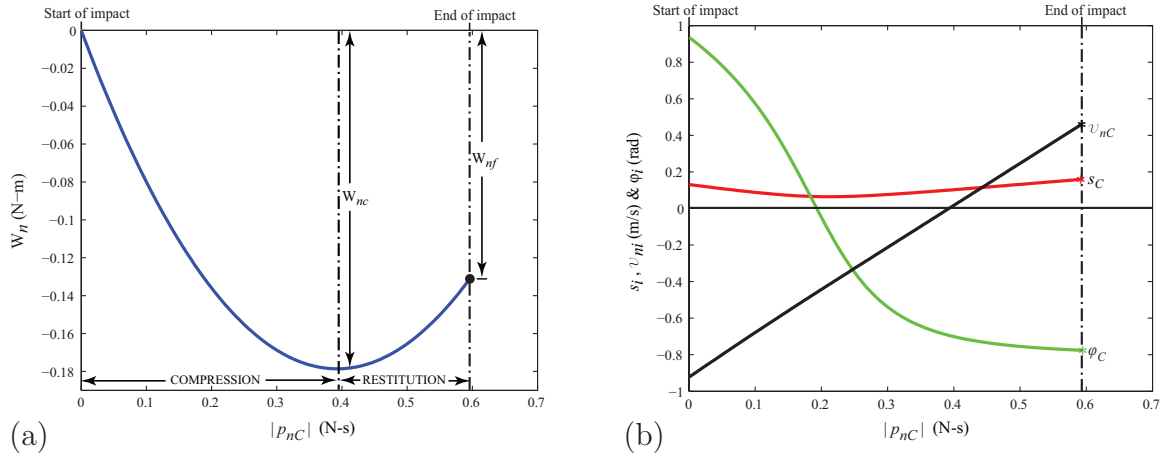 Start of impact
End of impact
0
−0.02
−0.04
−0.06
−0.08
−0.1
−0.12
−0.14
−0.16
−0.18
W_n (N−m)
W_nc
W_nf
COMPRESSION
RESTITUTION
0 0.1 0.2 0.3 0.4 0.5 0.6 0.7
|p_nC| (N-s)
(a)
Start of impact
End of impact
1
0.8
0.6
0.4
0.2
0
−0.2
−0.4
−0.6
−0.8
−1
s_i , υ_ni (m/s) & φ_i (rad)
υ_nC
s_C
φ_C
0 0.1 0.2 0.3 0.4 0.5 0.6 0.7
|p_nC| (N-s)
(b)